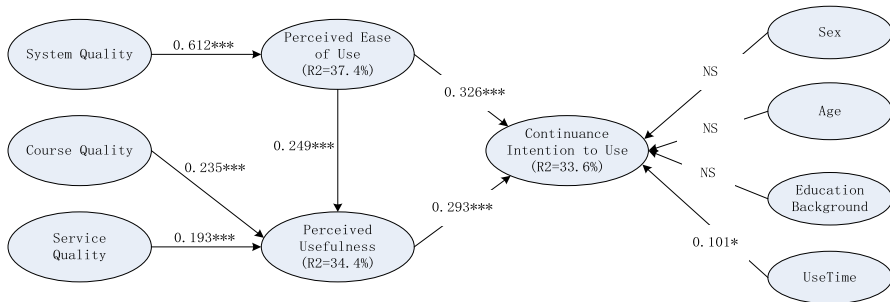 System Quality
0.612***
Perceived Ease
of Use
(R2=37.4%)
Sex
NS
0.326***
Age
NS
Course Quality
0.235***
0.249***
Continuance
Intention to Use
(R2=33.6%)
NS
Education
Background
0.293***
Service
Quality
0.193***
Perceived
Usefulness
(R2=34.4%)
0.101*
UseTime